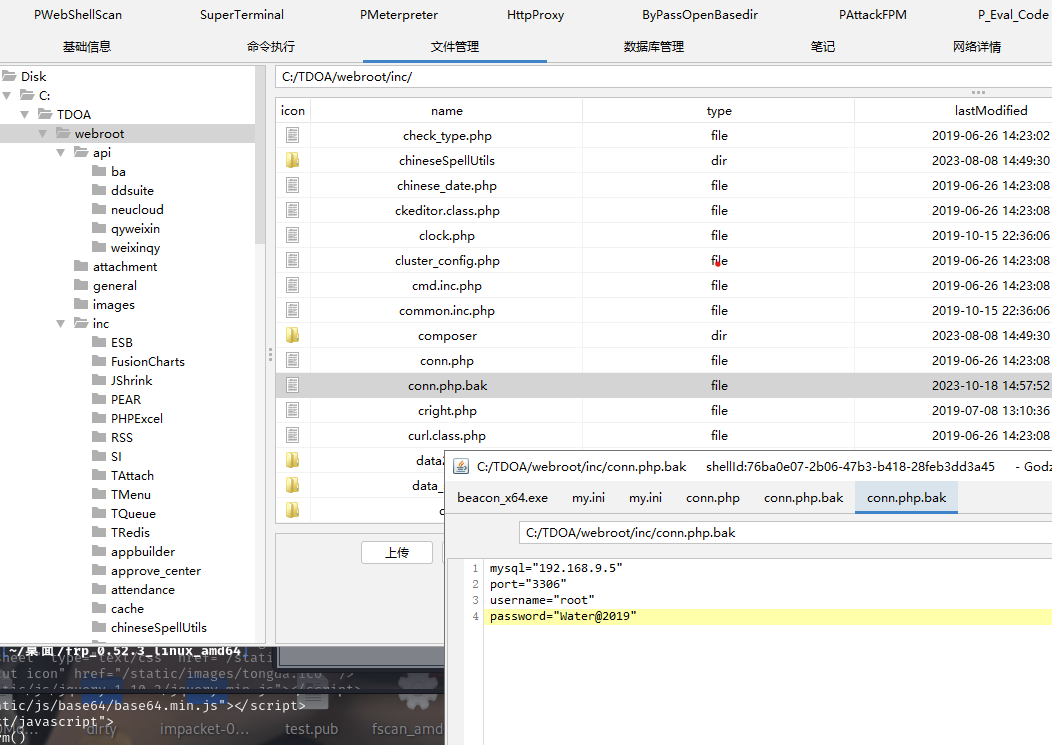 PWebShellScan SuperTerminal PMeterpreter HttpProxy ByPassOpenBasedir PAttackFPM P_Eval_Code
基础信息 命令执行 文件管理 数据库管理 笔记 网络详情
Disk
C:
TDOA
webroot
api
ba
ddsuite
neucloud
qyweixin
weixinqy
attachment
general
images
inc
ESB
FusionCharts
JShrink
PEAR
PHPExcel
RSS
SI
TAttach
TMenu
TQueue
TRedis
appbuilder
approve_center
attendance
cache
chineseSpellUtils
C:/TDOA/webroot/inc/
icon name type lastModified
check_type.php file 2019-06-26 14:23:02
chineseSpellUtils dir 2023-08-08 14:49:30
chinese_date.php file 2019-06-26 14:23:08
ckeditor.class.php file 2019-06-26 14:23:08
clock.php file 2019-10-15 22:36:06
cluster_config.php file 2019-06-26 14:23:08
cmd.inc.php file 2019-06-26 14:23:08
common.inc.php file 2019-10-15 22:36:06
composer dir 2023-08-08 14:49:30
conn.php file 2019-06-26 14:23:08
conn.php.bak file 2023-10-18 14:57:52
cright.php file 2019-07-08 13:10:36
curl.class.php file 2019-06-26 14:23:08
data
data_
上传
C:/TDOA/webroot/inc/conn.php.bak shellId:76ba0e07-2b06-47b3-b418-28feb3dd3a45 - Godz
beacon_x64.exe my.ini my.ini conn.php conn.php.bak conn.php.bak
C:/TDOA/webroot/inc/conn.php.bak
1 mysql="192.168.9.5"
2 port="3306"
3 username="root"
4 password="Water@2019"
~/桌面/frp_0.52.3_linux_amd64
sheet" type="text/css" href="/stati
ut icon" href="/static/images/tongda.ico" />
atic/js/jquery-1.10.2/jquery.min.js"></script>
atic/js/base64/base64.min.js"></script>
xt/javascript">
rm()
dirty impacket-0... test.pub fscan_amd